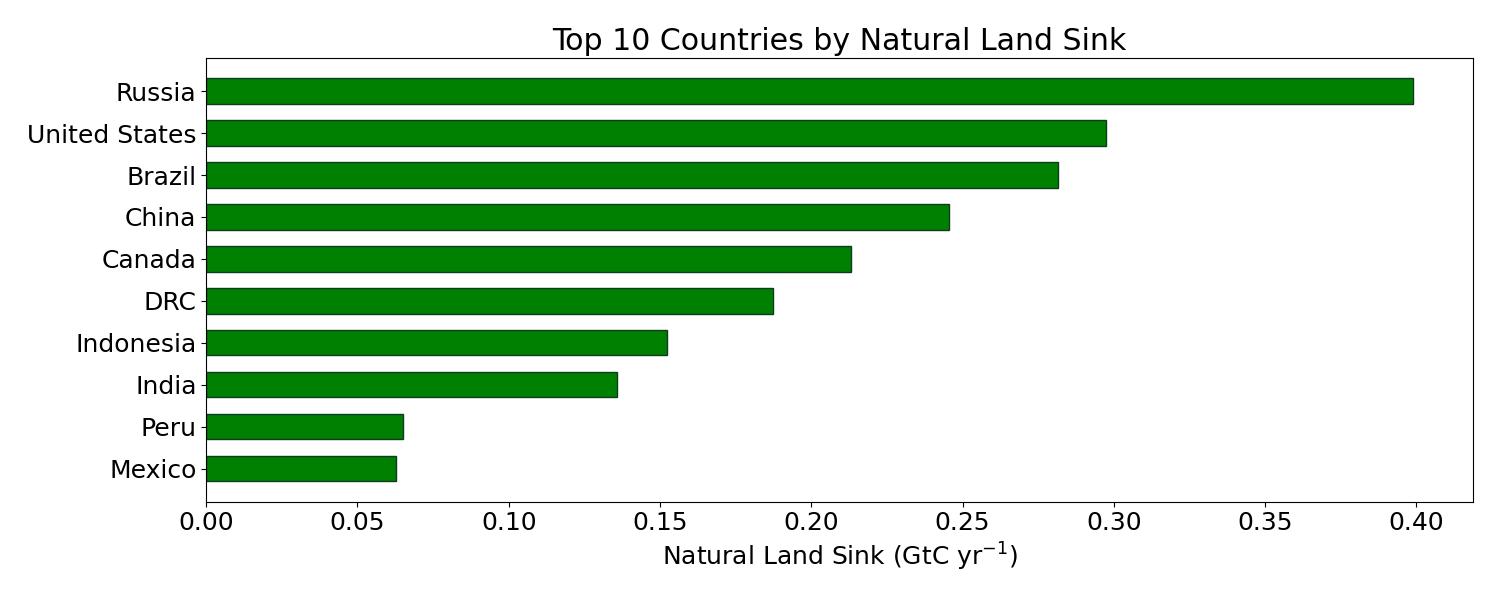 Top 10 Countries by Natural Land Sink
Russia
United States
Brazil
China
Canada
DRC
Indonesia
India
Peru
Mexico
0.00 0.05 0.10 0.15 0.20 0.25 0.30 0.35 0.40
Natural Land Sink (GtC yr⁻¹)